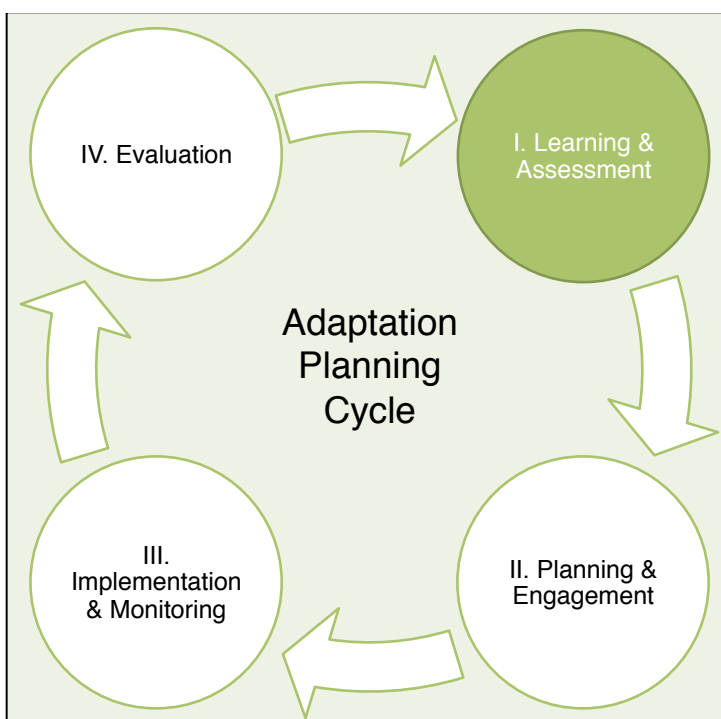 IV. Evaluation
I. Learning &
Assessment
Adaptation
Planning
Cycle
III.
Implementation
& Monitoring
II. Planning &
Engagement